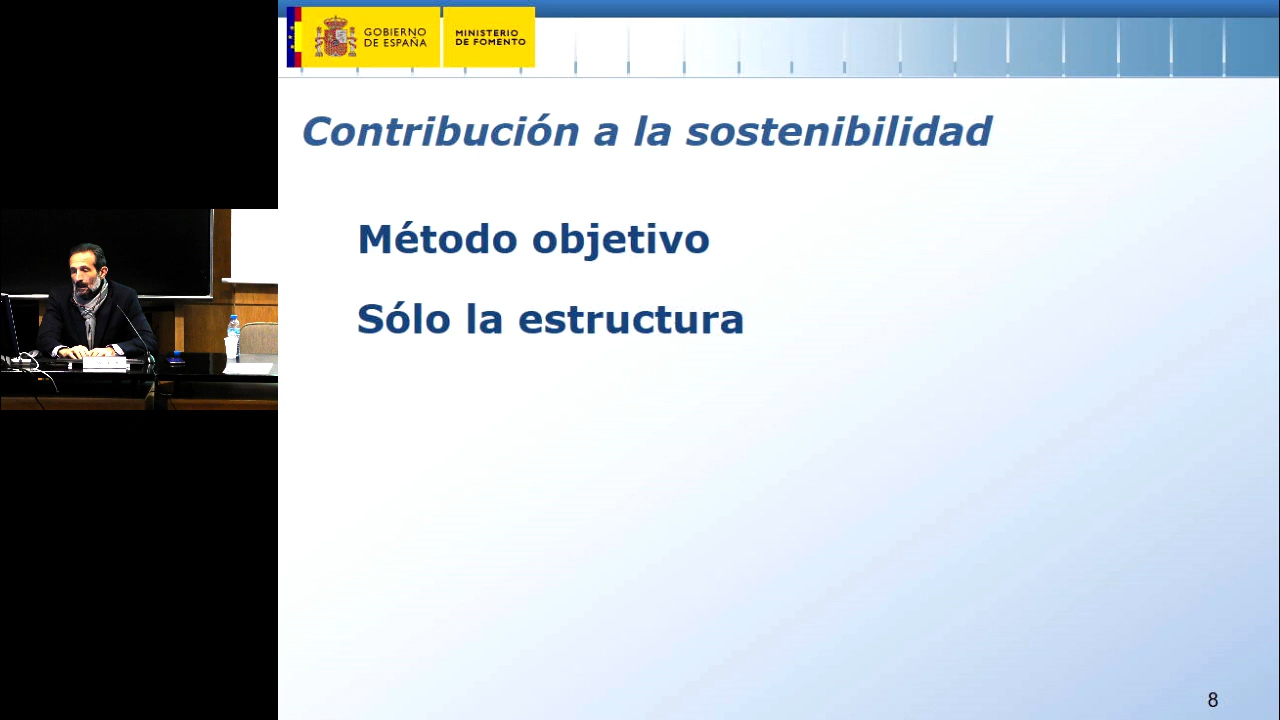 GOBIERNO
DE ESPAÑA
MINISTERIO
DE FOMENTO
Contribución a la sostenibilidad
Método objetivo
Sólo la estructura
8